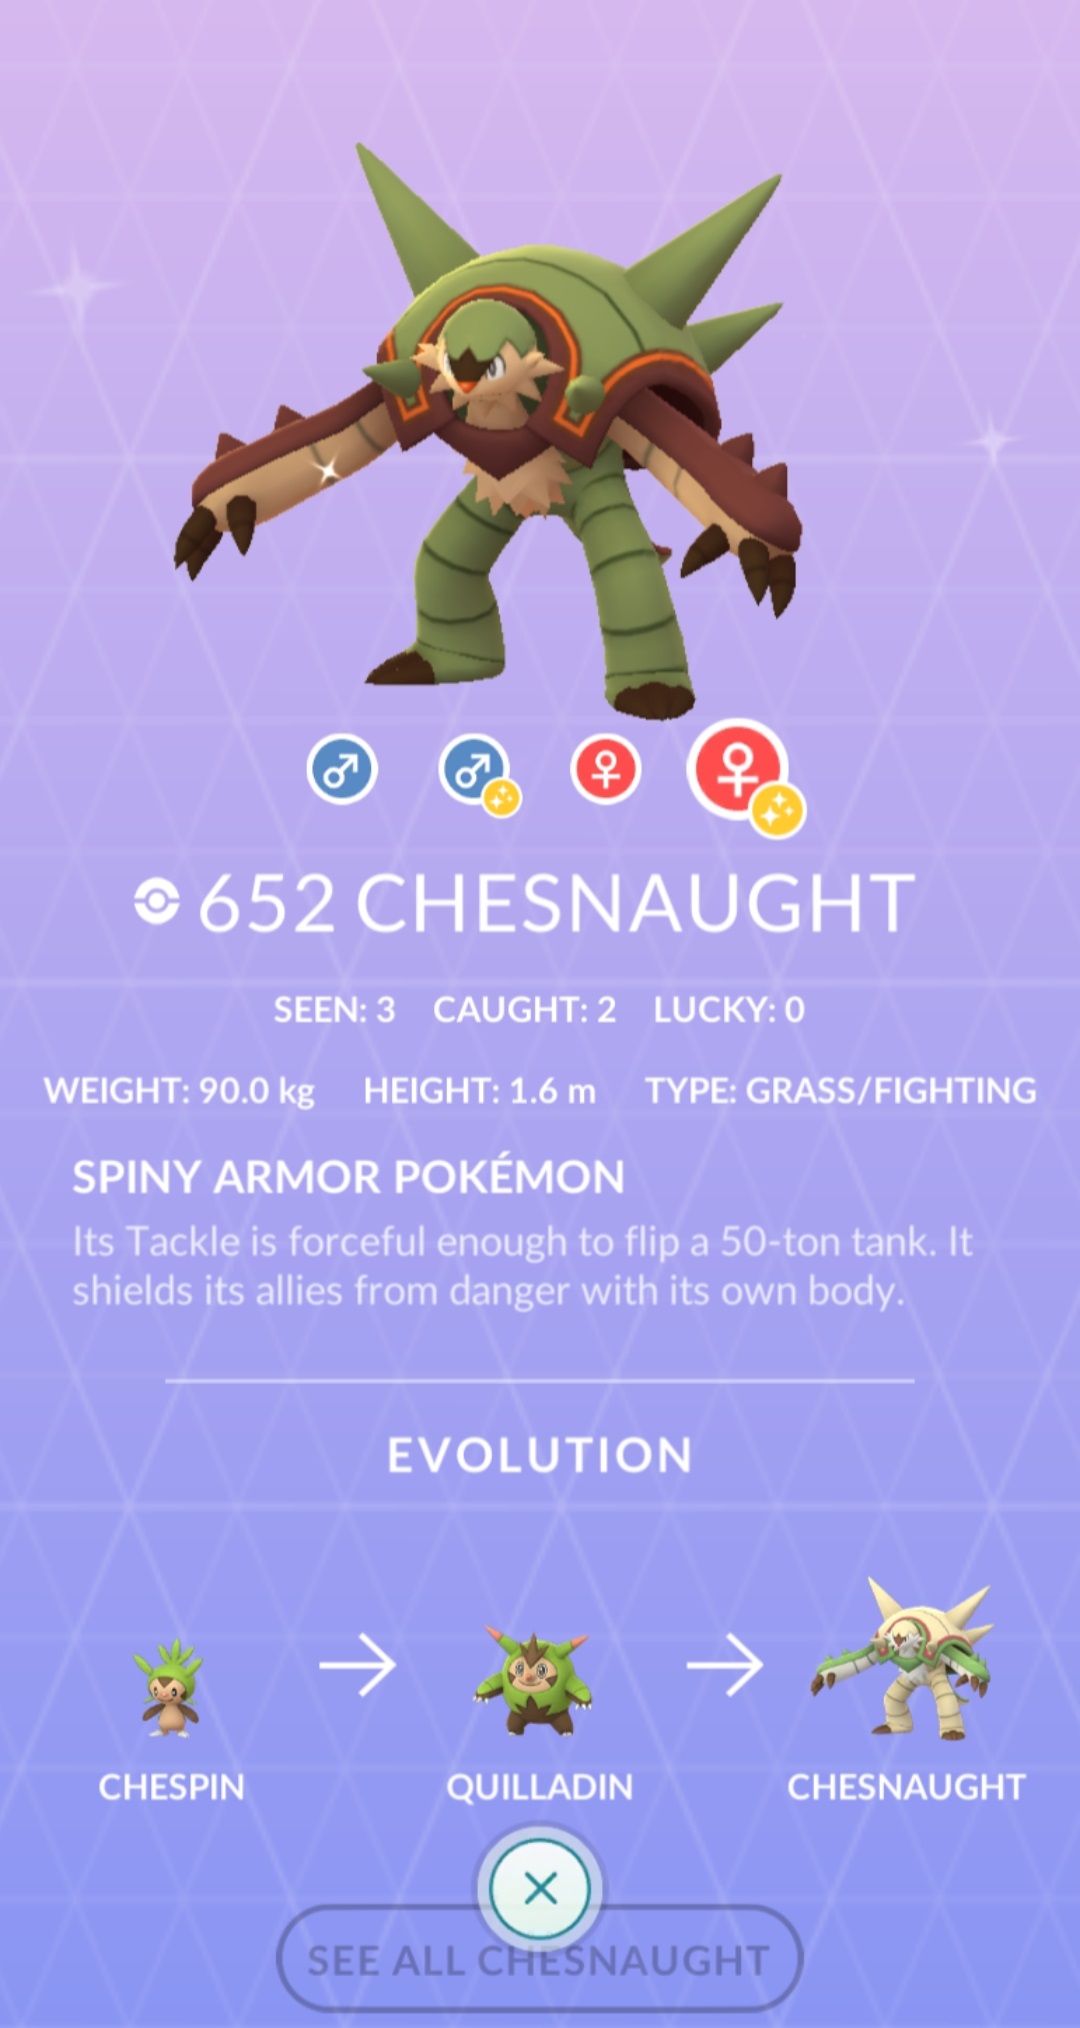 652 CHESNAUGHT
SEEN: 3 CAUGHT: 2 LUCKY: 0
WEIGHT: 90.0 kg HEIGHT: 1.6 m TYPE: GRASS/FIGHTING
SPINY ARMOR POKÉMON
Its Tackle is forceful enough to flip a 50-ton tank. It
shields its allies from danger with its own body.
EVOLUTION
CHESPIN QUILLADIN CHESNAUGHT
SEE ALL CHESNAUGHT